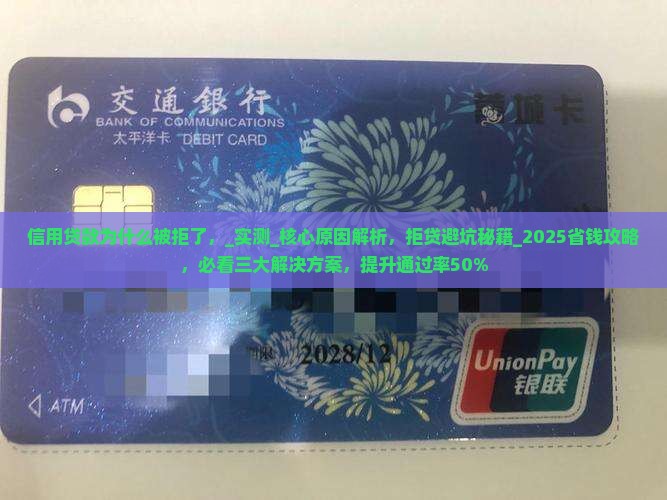 交通銀行
BANK OF COMMUNICATIONS
太平洋卡 DEBIT CARD
城卡
信用贷款为什么被拒了，_实测_核心原因解析，拒贷避坑秘籍_2025省钱攻略
，必看三大解决方案，提升通过率50%
2028/12
UnionPay
银联
ATM